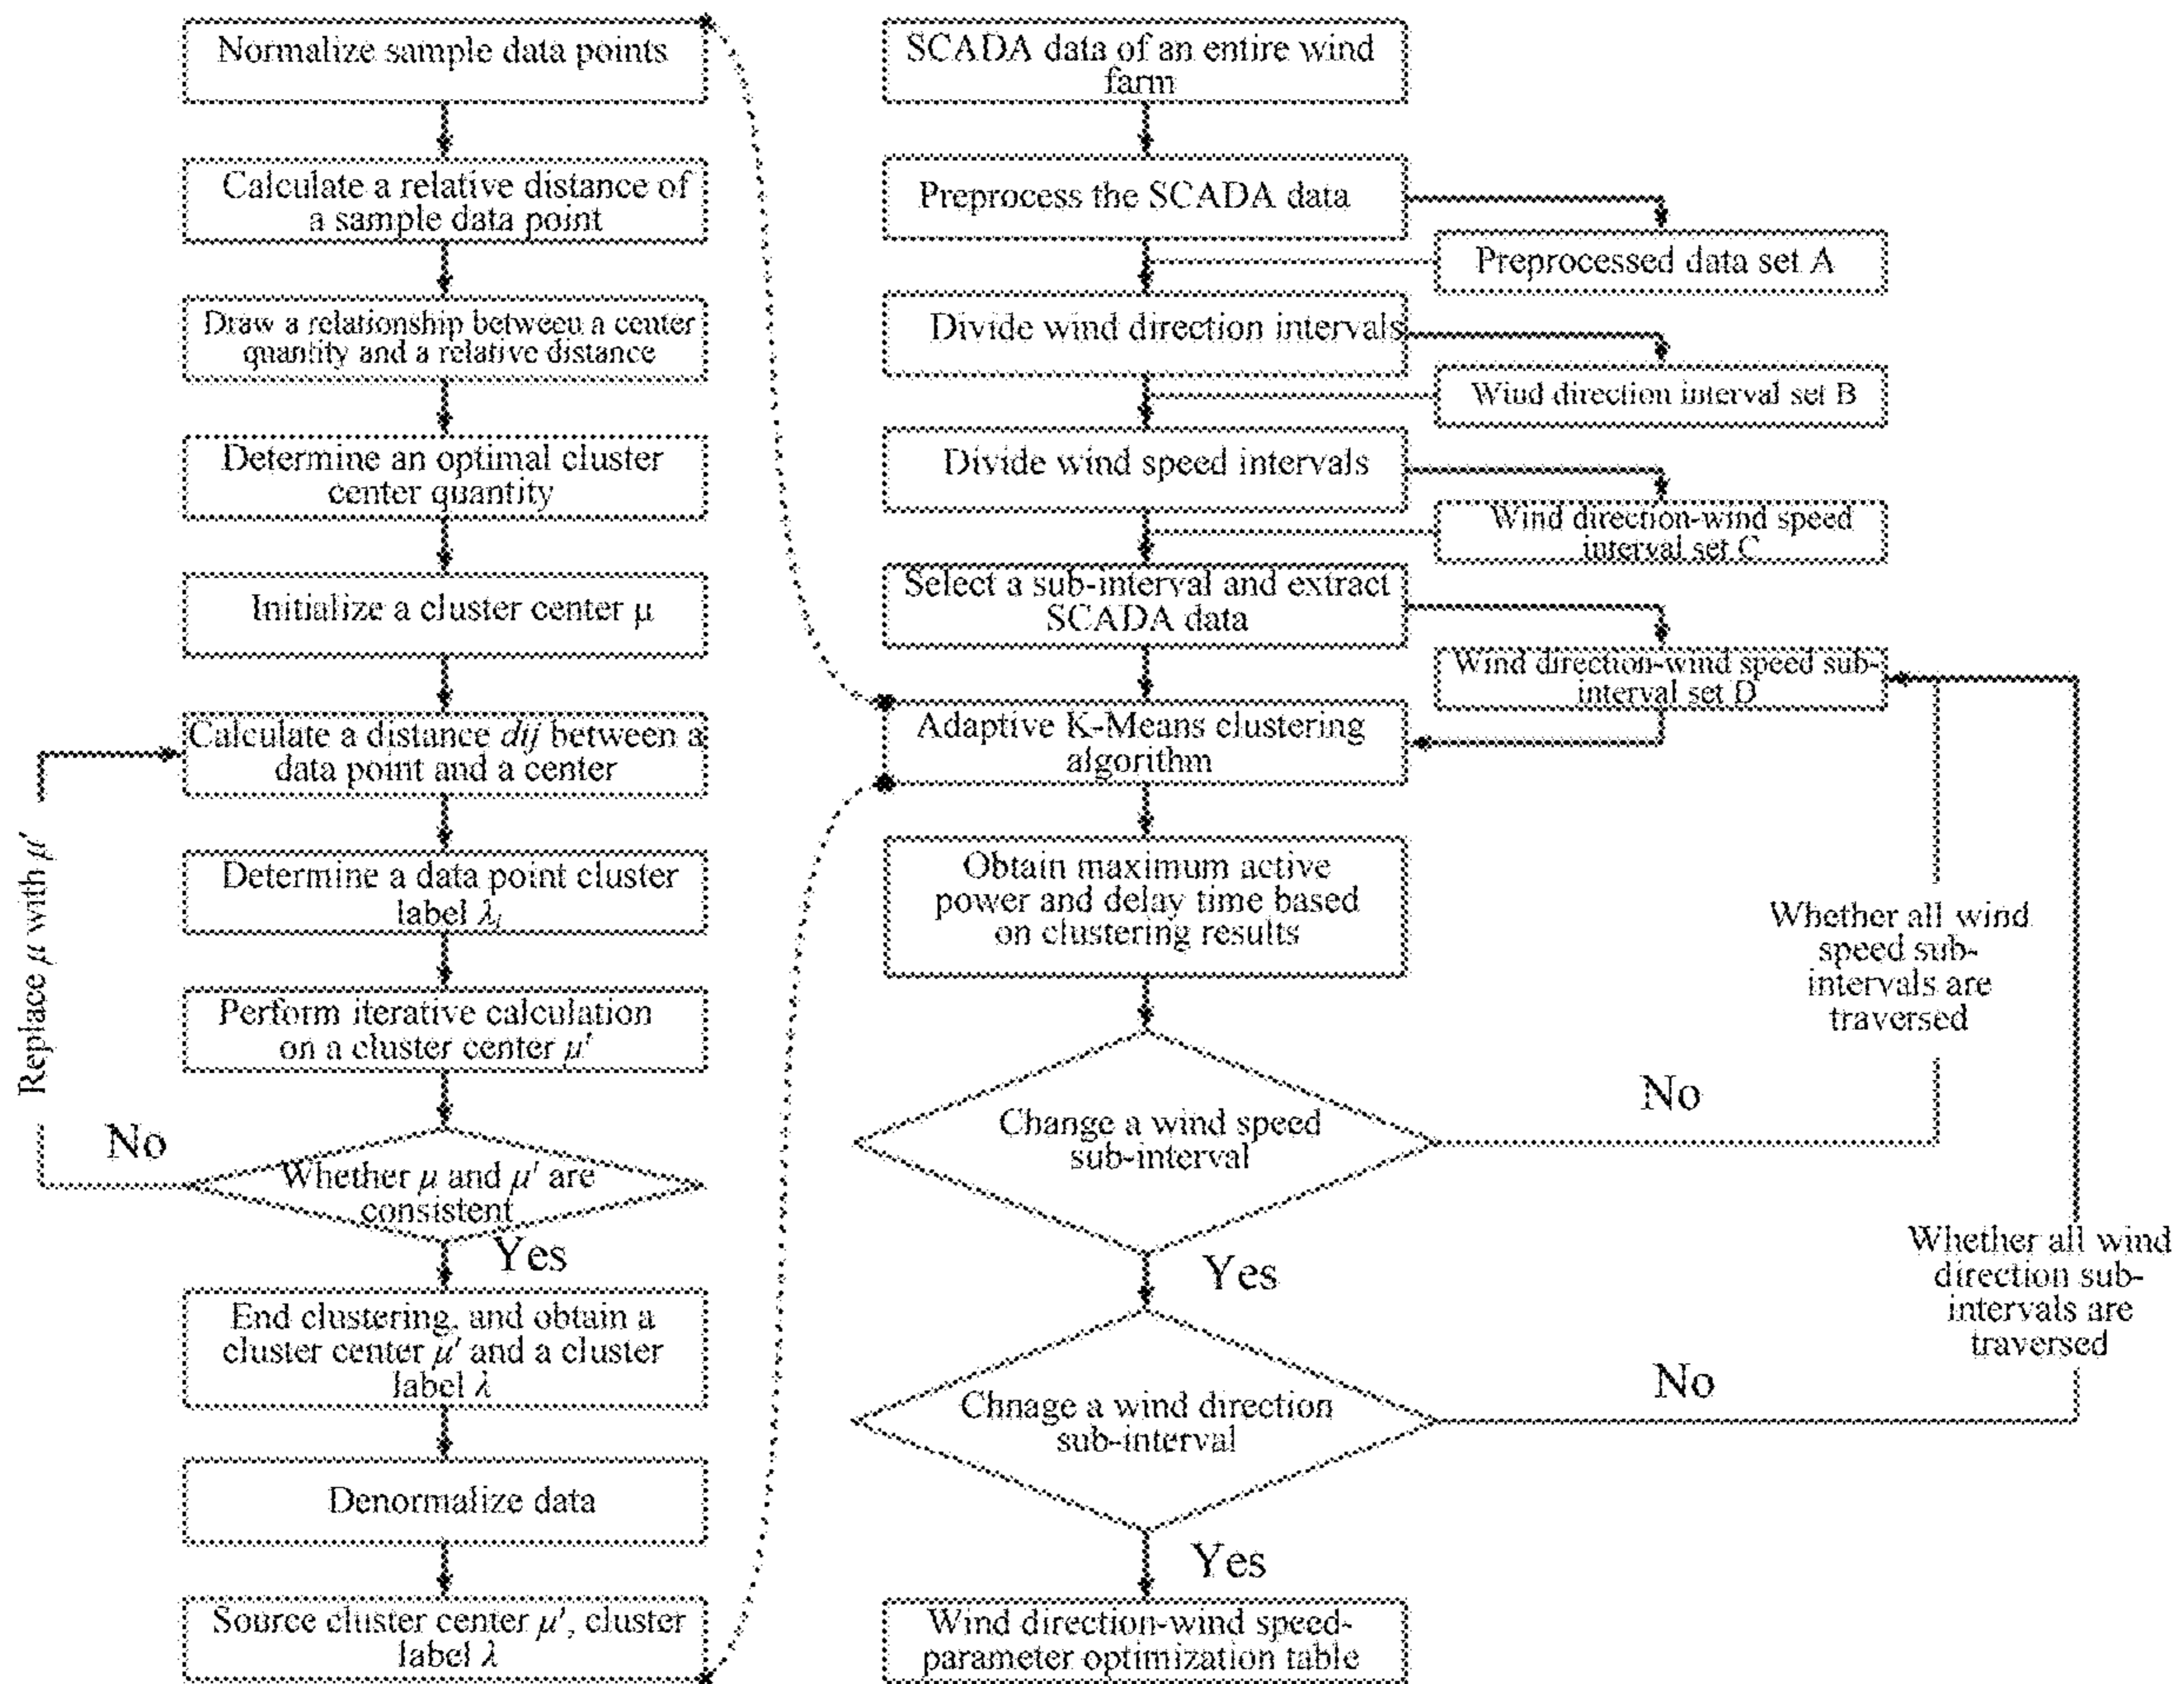 Normalize sample data points
Calculate a relative distance of
a sample data point
Draw a relationship between a center
quantity and a relative distance
Determine an optimal cluster
center quantity
Initialize a cluster center μ
Calculate a distance dij between a
data point and a center
Determine a data point cluster
label λi
Perform iterative calculation
on a cluster center μ'
Whether μ and μ' are
consistent
No
Replace μ with μ'
Yes
End clustering, and obtain a
cluster center μ' and a cluster
label λ
Denormalize data
Source cluster center μ', cluster
label λ
SCADA data of an entire wind
farm
Preprocess the SCADA data
Preprocessed data set A
Divide wind direction intervals
Wind direction interval set B
Divide wind speed intervals
Wind direction-wind speed
interval set C
Select a sub-interval and extract
SCADA data
Wind direction-wind speed sub-
interval set D
Adaptive K-Means clustering
algorithm
Obtain maximum active
power and delay time based
on clustering results
Change a wind speed
sub-interval
No
Whether all wind
speed sub-
intervals are
traversed
Yes
Chnage a wind direction
sub-interval
No
Whether all wind
direction sub-
intervals are
traversed
Yes
Wind direction-wind speed-
parameter optimization table